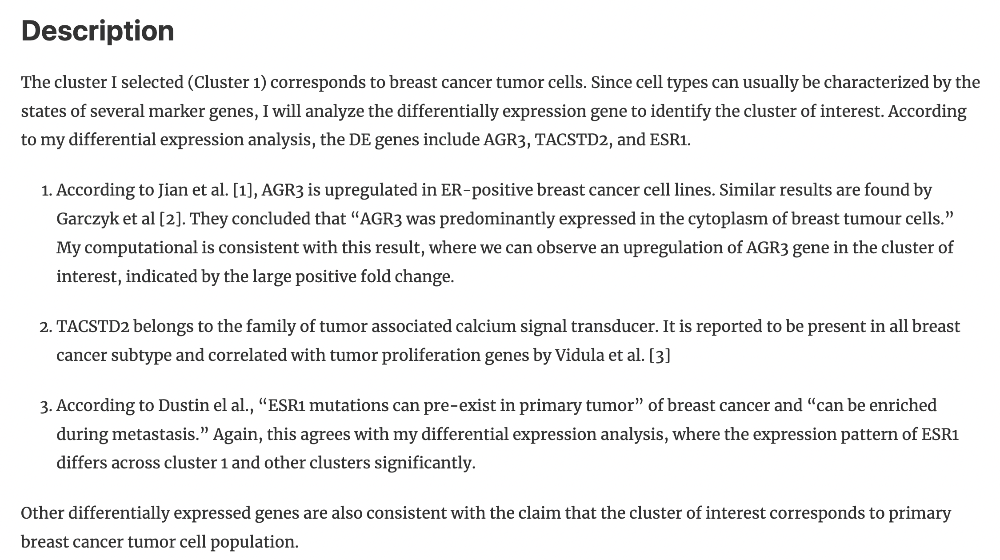 Description
The cluster I selected (Cluster 1) corresponds to breast cancer tumor cells. Since cell types can usually be characterized by the
states of several marker genes, I will analyze the differentially expression gene to identify the cluster of interest. According
to my differential expression analysis, the DE genes include AGR3, TACSTD2, and ESR1.
1. According to Jian et al. [1], AGR3 is upregulated in ER-positive breast cancer cell lines. Similar results are found by
Garczyk et al [2]. They concluded that “AGR3 was predominantly expressed in the cytoplasm of breast tumour cells.”
My computational is consistent with this result, where we can observe an upregulation of AGR3 gene in the cluster of
interest, indicated by the large positive fold change.
2. TACSTD2 belongs to the family of tumor associated calcium signal transducer. It is reported to be present in all breast
cancer subtype and correlated with tumor proliferation genes by Vidula et al. [3]
3. According to Dustin el al., “ESR1 mutations can pre-exist in primary tumor” of breast cancer and “can be enriched
during metastasis.” Again, this agrees with my differential expression analysis, where the expression pattern of ESR1
differs across cluster 1 and other clusters significantly.
Other differentially expressed genes are also consistent with the claim that the cluster of interest corresponds to primary
breast cancer tumor cell population.